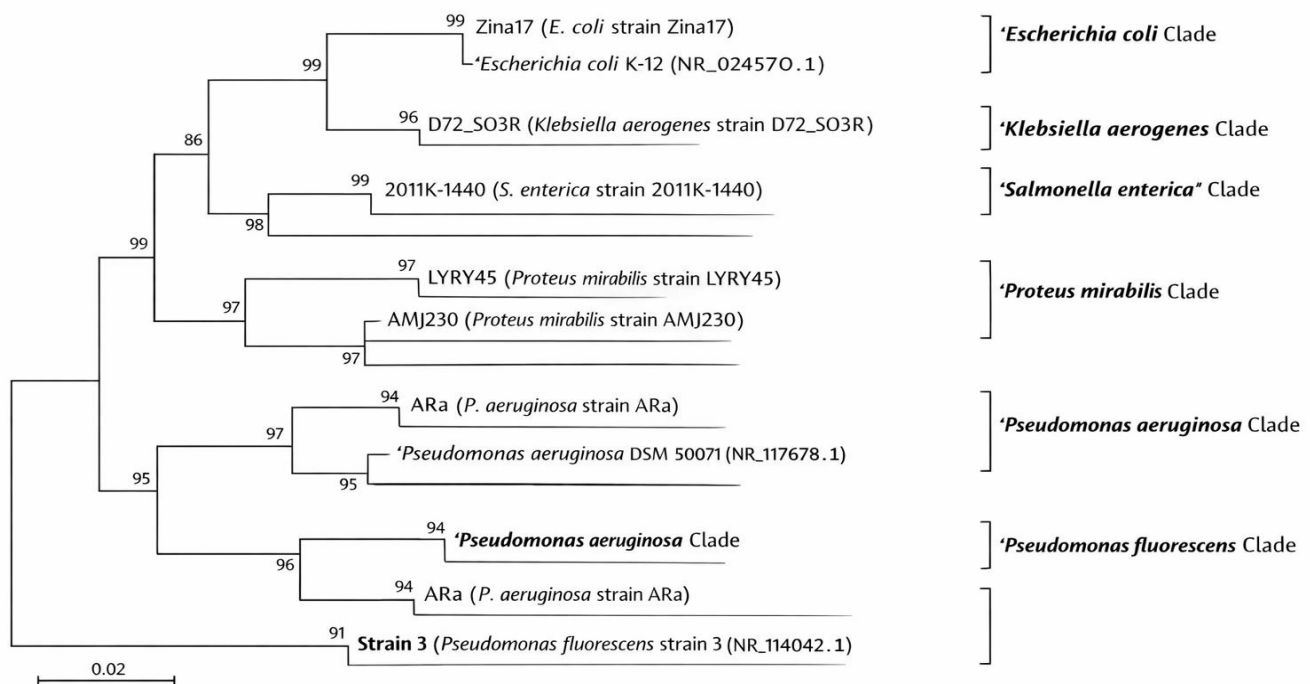 99 Zina17 (E. coli strain Zina17)
‘Escherichia coli Clade
99 ‘Escherichia coli K-12 (NR_02457O.1)
96 D72_SO3R (Klebsiella aerogenes strain D72_SO3R)
‘Klebsiella aerogenes Clade
86
99 2011K-1440 (S. enterica strain 2011K-1440)
‘Salmonella enterica" Clade
98
99
97 LYRY45 (Proteus mirabilis strain LYRY45)
‘Proteus mirabilis Clade
97 AMJ230 (Proteus mirabilis strain AMJ230)
97
94 ARa (P. aeruginosa strain ARa)
‘Pseudomonas aeruginosa Clade
97 ‘Pseudomonas aeruginosa DSM 50071 (NR_117678.1)
95
95
94 ‘Pseudomonas aeruginosa Clade
‘Pseudomonas fluorescens Clade
96
94 ARa (P. aeruginosa strain ARa)
91 Strain 3 (Pseudomonas fluorescens strain 3 (NR_114042.1)
0.02